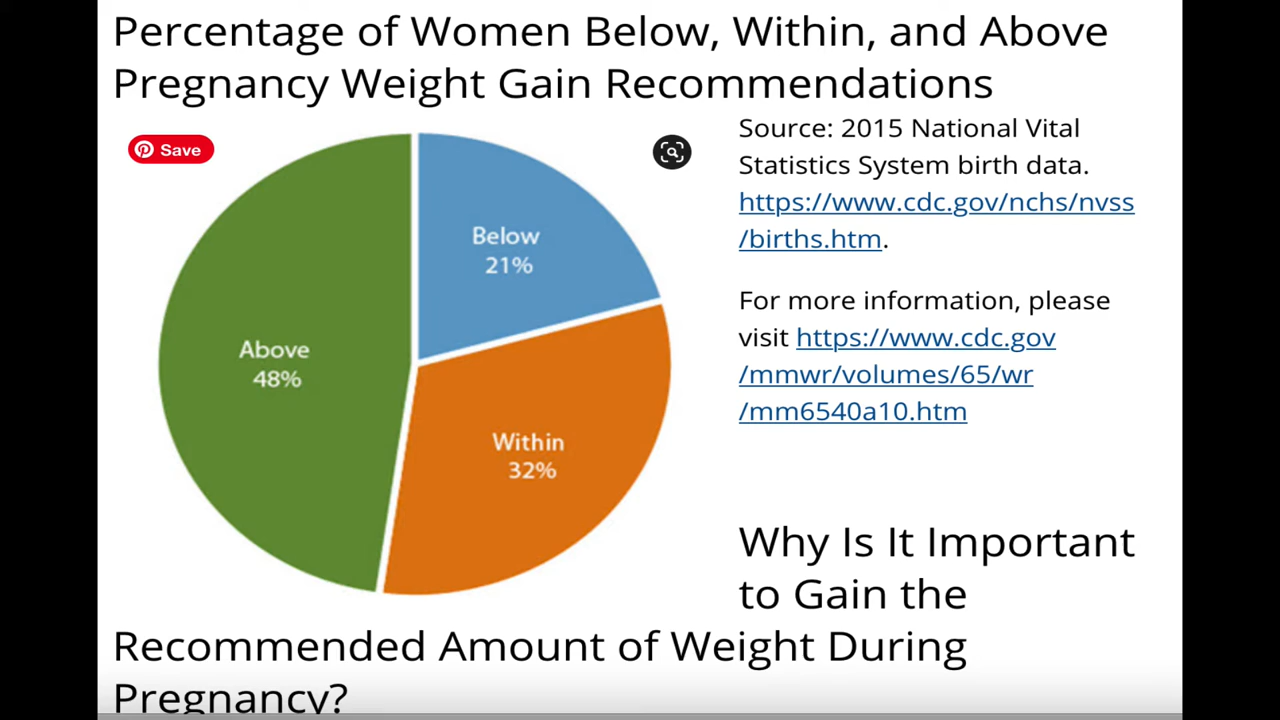 Percentage of Women Below, Within, and Above
Pregnancy Weight Gain Recommendations
Save
Below
21%
Above
48%
Within
32%
Source: 2015 National Vital
Statistics System birth data.
https://www.cdc.gov/nchs/nvss
/births.htm.
For more information, please
visit https://www.cdc.gov
/mmwr/volumes/65/wr
/mm6540a10.htm
Why Is It Important
to Gain the
Recommended Amount of Weight During
Pregnancy?